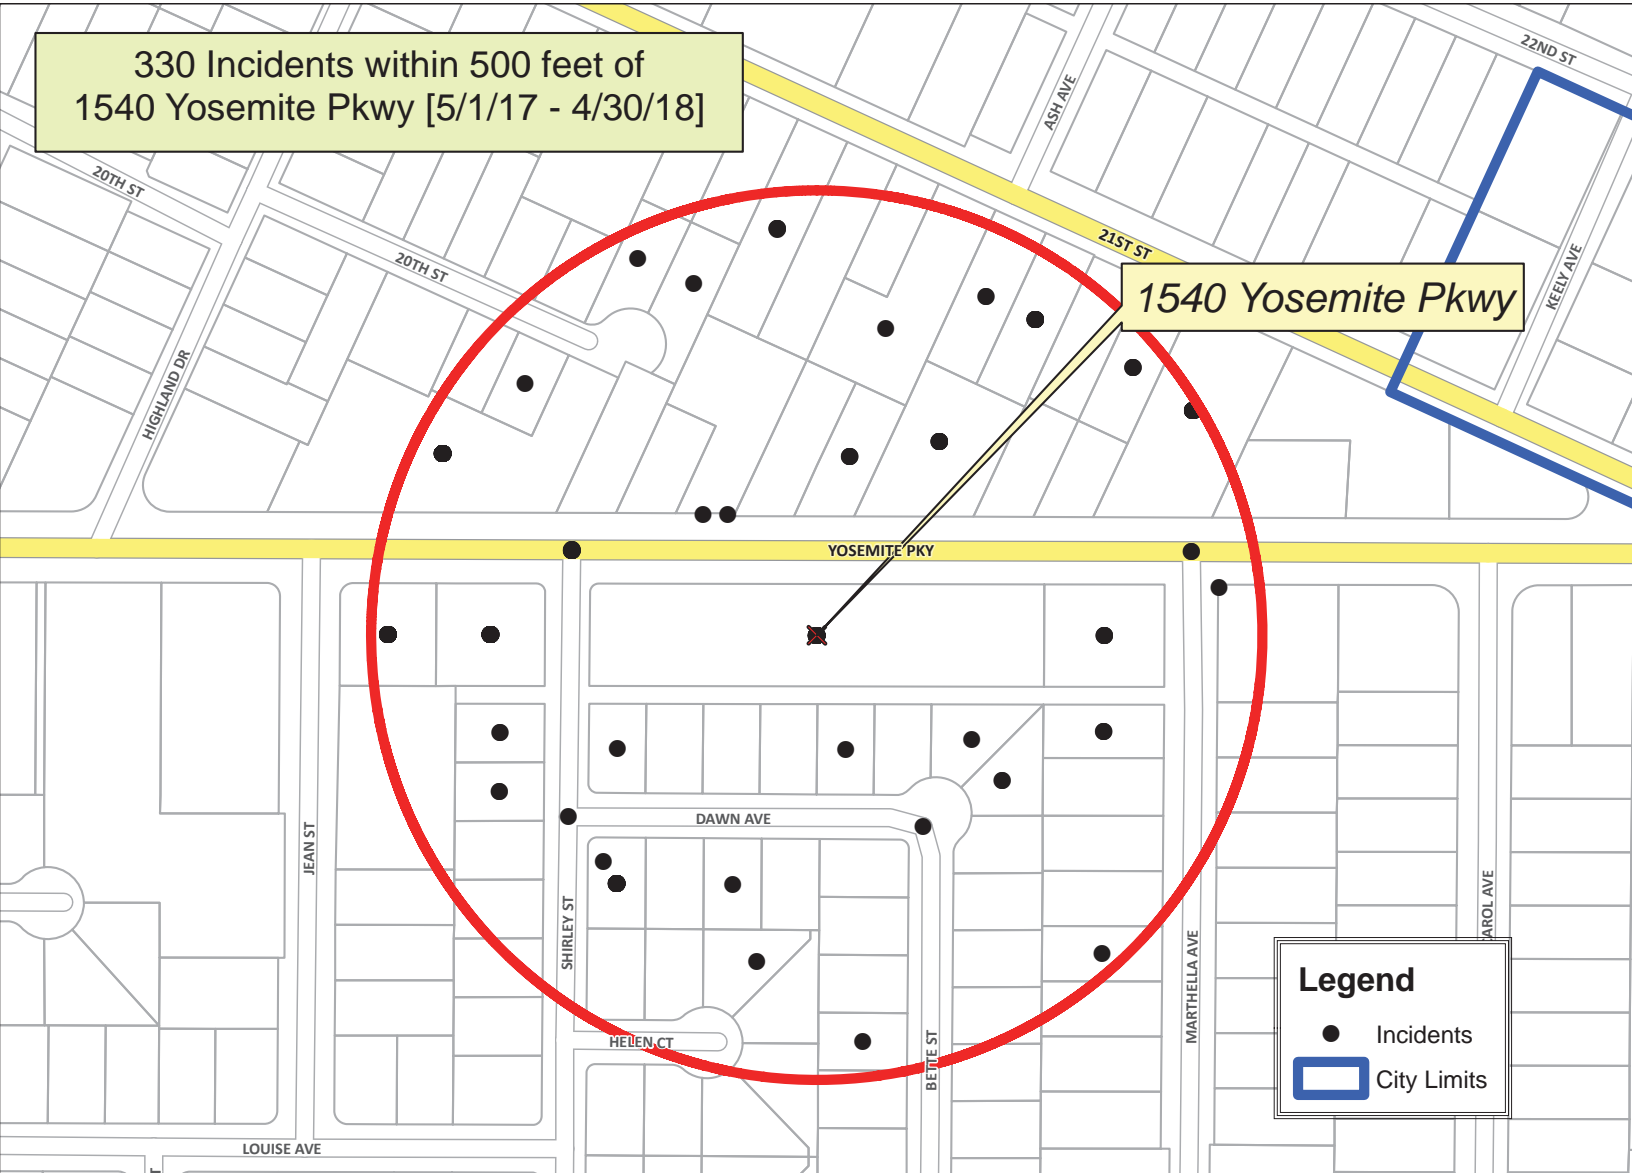 330 Incidents within 500 feet of
1540 Yosemite Pkwy [5/1/17 - 4/30/18]
22ND ST
ASH AVE
20TH ST
20TH ST
21ST ST
1540 Yosemite Pkwy
KEELY AVE
HIGHLAND DR
YOSEMITE PKY
DAWN AVE
JEAN ST
SHIRLEY ST
MARTHELLA AVE
AROL AVE
HELEN CT
BETTE ST
LOUISE AVE
Legend
Incidents
City Limits